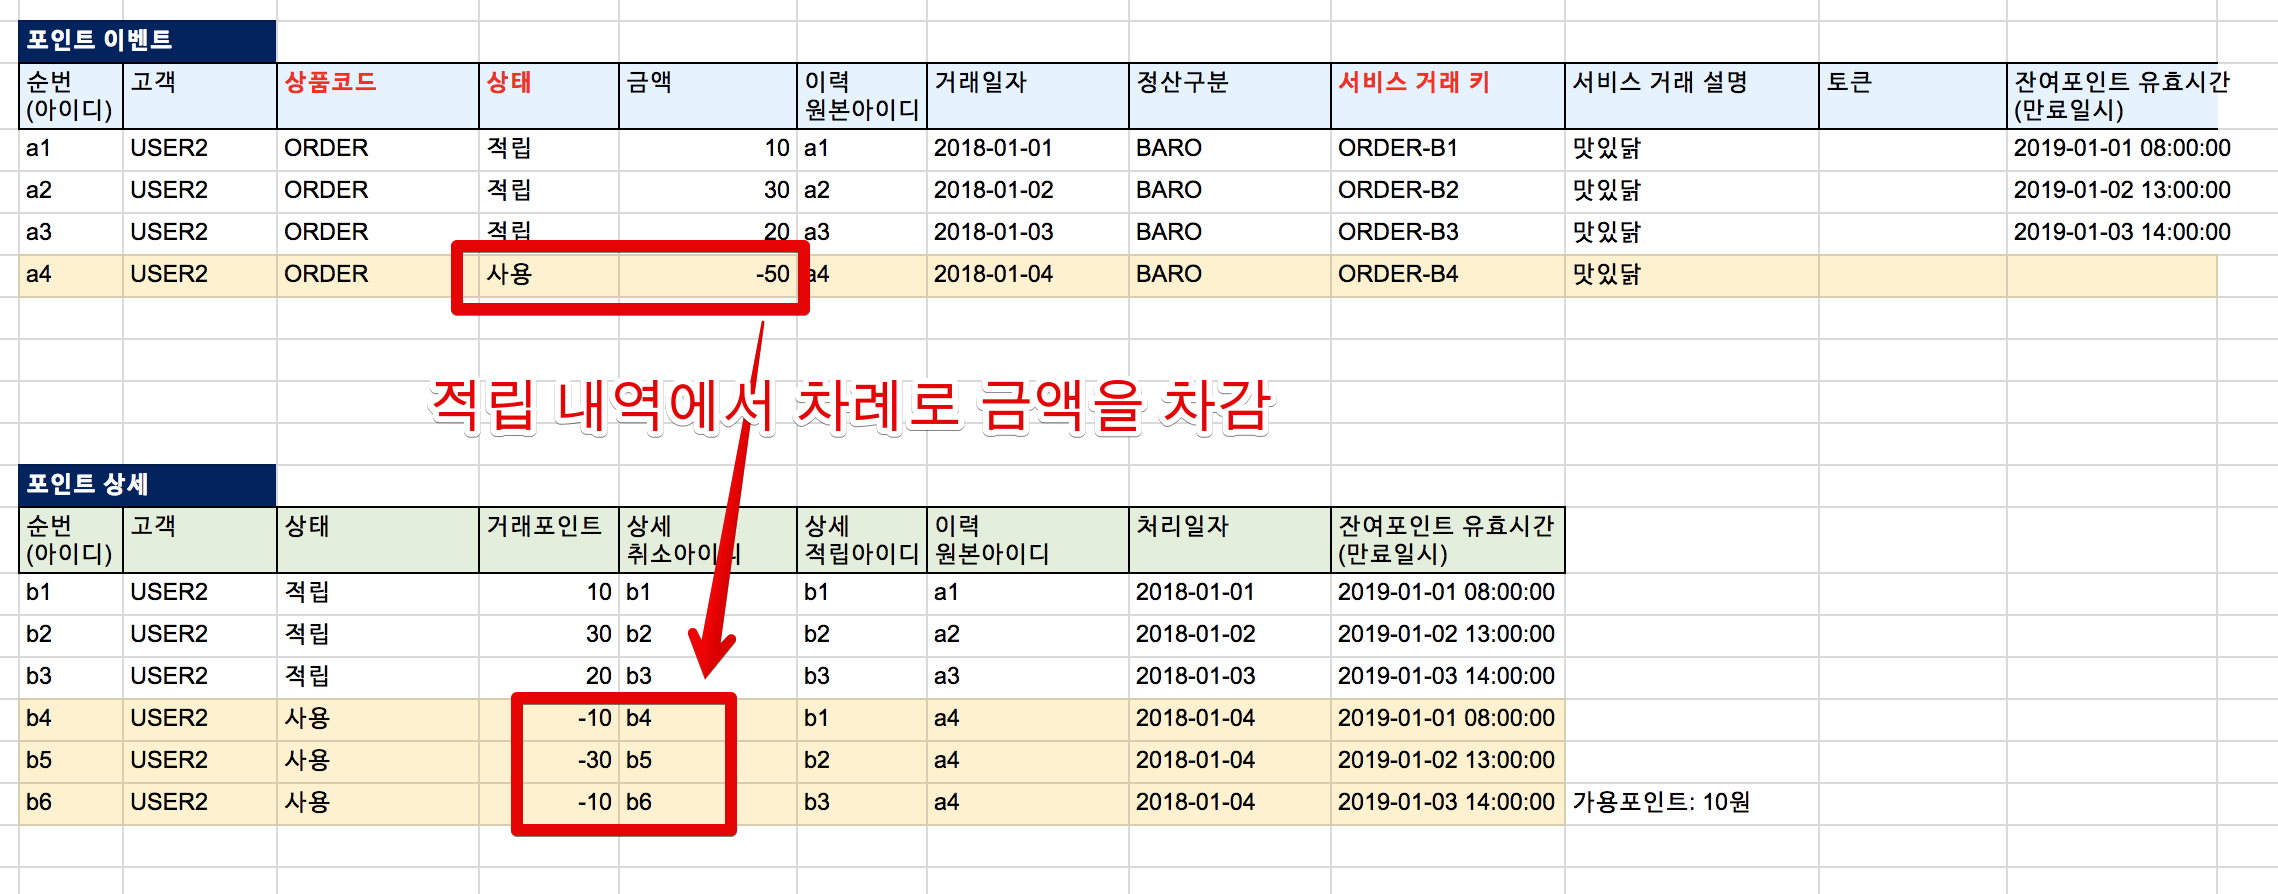 포인트 이벤트
순번 (아이디) 고객 상품코드 상태 금액 이력 원본아이디 거래일자 정산구분 서비스 거래 키 서비스 거래 설명 토큰 잔여포인트 유효시간 (만료일시)
a1 USER2 ORDER 적립 10 a1 2018-01-01 BARO ORDER-B1 맛있닭 2019-01-01 08:00:00
a2 USER2 ORDER 적립 30 a2 2018-01-02 BARO ORDER-B2 맛있닭 2019-01-02 13:00:00
a3 USER2 ORDER 적립 20 a3 2018-01-03 BARO ORDER-B3 맛있닭 2019-01-03 14:00:00
a4 USER2 ORDER 사용 -50 a4 2018-01-04 BARO ORDER-B4 맛있닭
적립 내역에서 차례로 금액을 차감
포인트 상세
순번 (아이디) 고객 상태 거래포인트 상세 취소아이디 상세 적립아이디 이력 원본아이디 처리일자 잔여포인트 유효시간 (만료일시)
b1 USER2 적립 10 b1 b1 a1 2018-01-01 2019-01-01 08:00:00
b2 USER2 적립 30 b2 b2 a2 2018-01-02 2019-01-02 13:00:00
b3 USER2 적립 20 b3 b3 a3 2018-01-03 2019-01-03 14:00:00
b4 USER2 사용 -10 b4 b1 a4 2018-01-04 2019-01-01 08:00:00
b5 USER2 사용 -30 b5 b2 a4 2018-01-04 2019-01-02 13:00:00
b6 USER2 사용 -10 b6 b3 a4 2018-01-04 2019-01-03 14:00:00 가용포인트: 10원